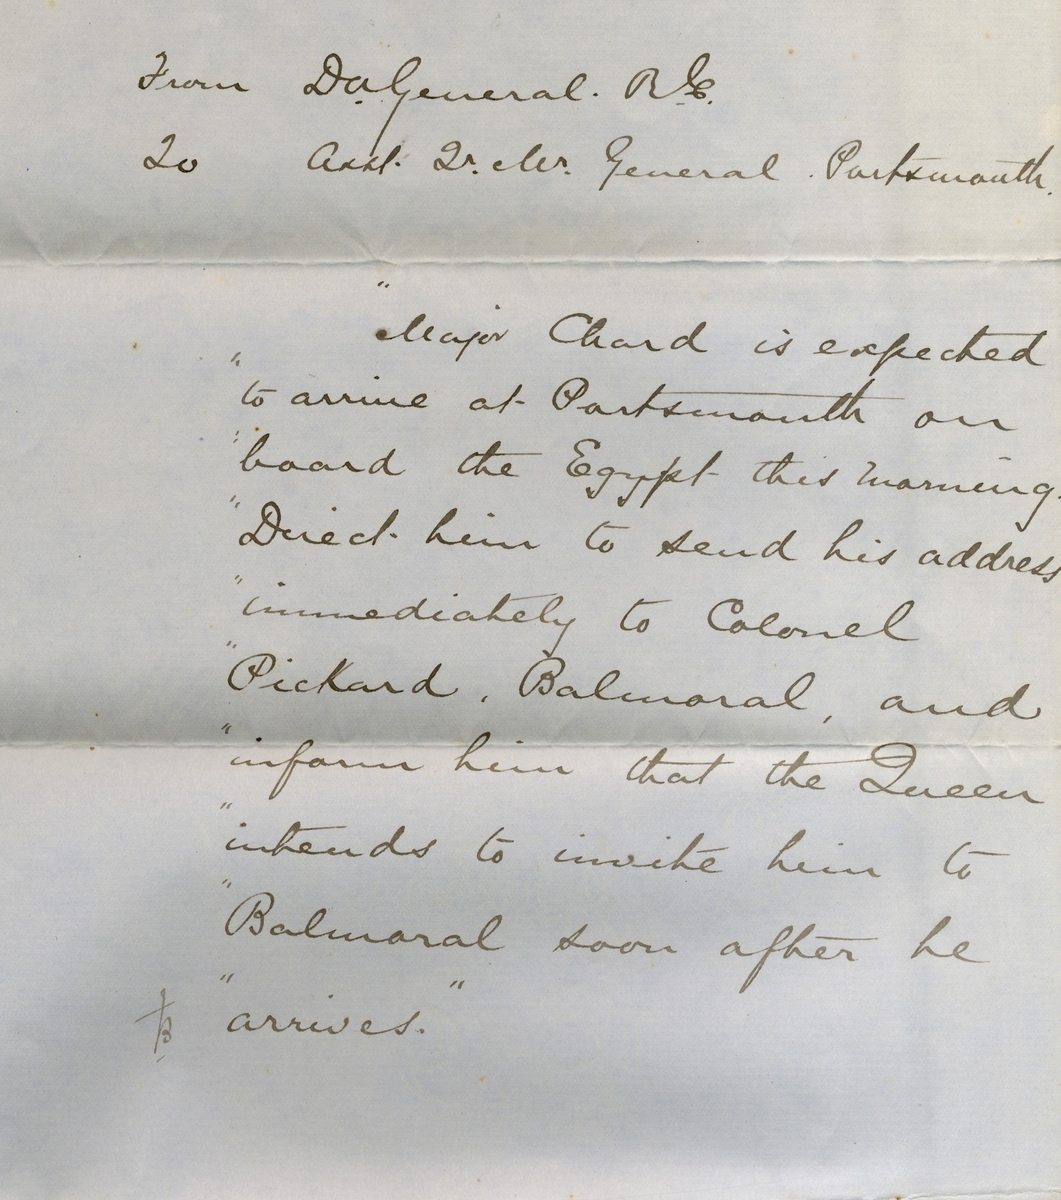 From D.A. General. R.E.
To Asst. Qr. Mr. General. Portsmouth.
"Major Chard is expected
"to arrive at Portsmouth on
"board the Egypt this morning.
"Direct him to send his address
"immediately to Colonel
"Pickard, Balmoral, and
"inform him that the Queen
"intends to invite him to
"Balmoral soon after he
"arrives."